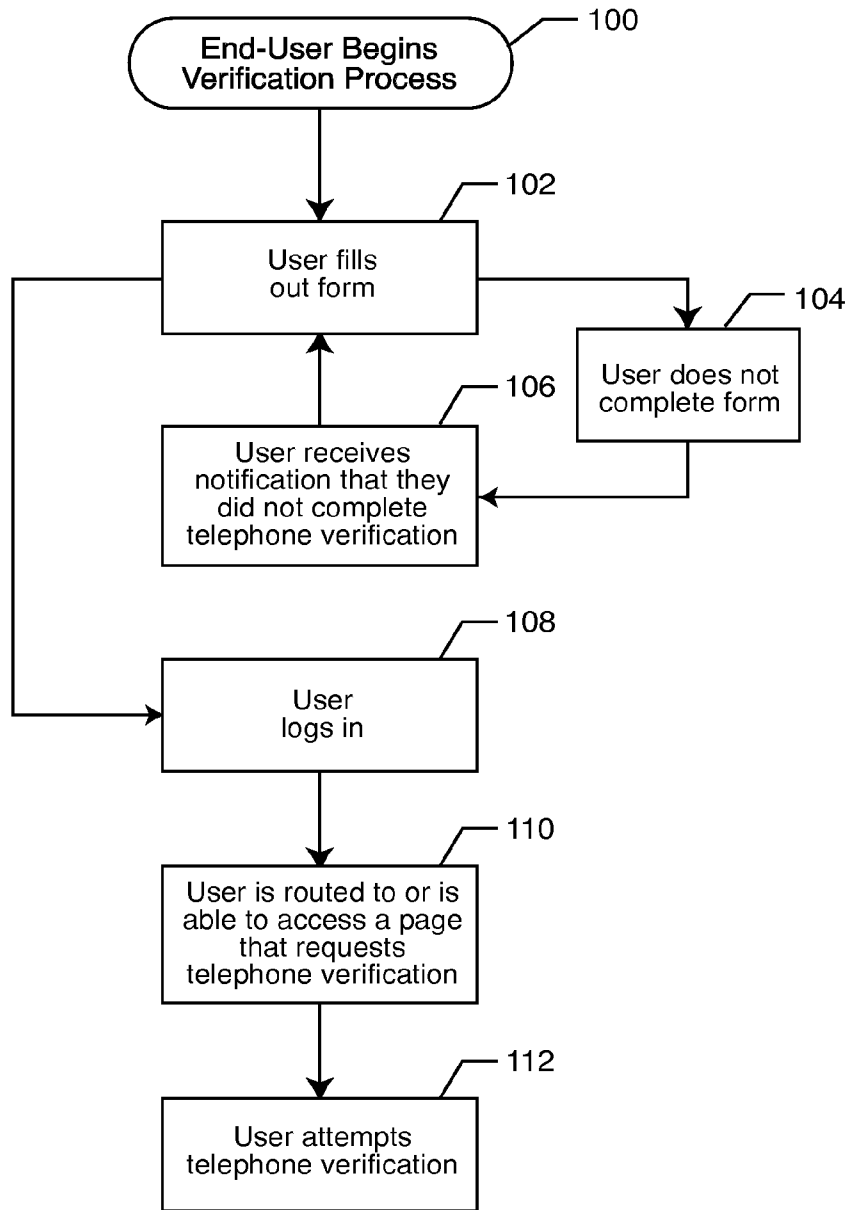 100
End-User Begins
Verification Process
102
User fills
out form
104
User does not
complete form
106
User receives
notification that they
did not complete
telephone verification
108
User
logs in
110
User is routed to or is
able to access a page
that requests
telephone verification
112
User attempts
telephone verification